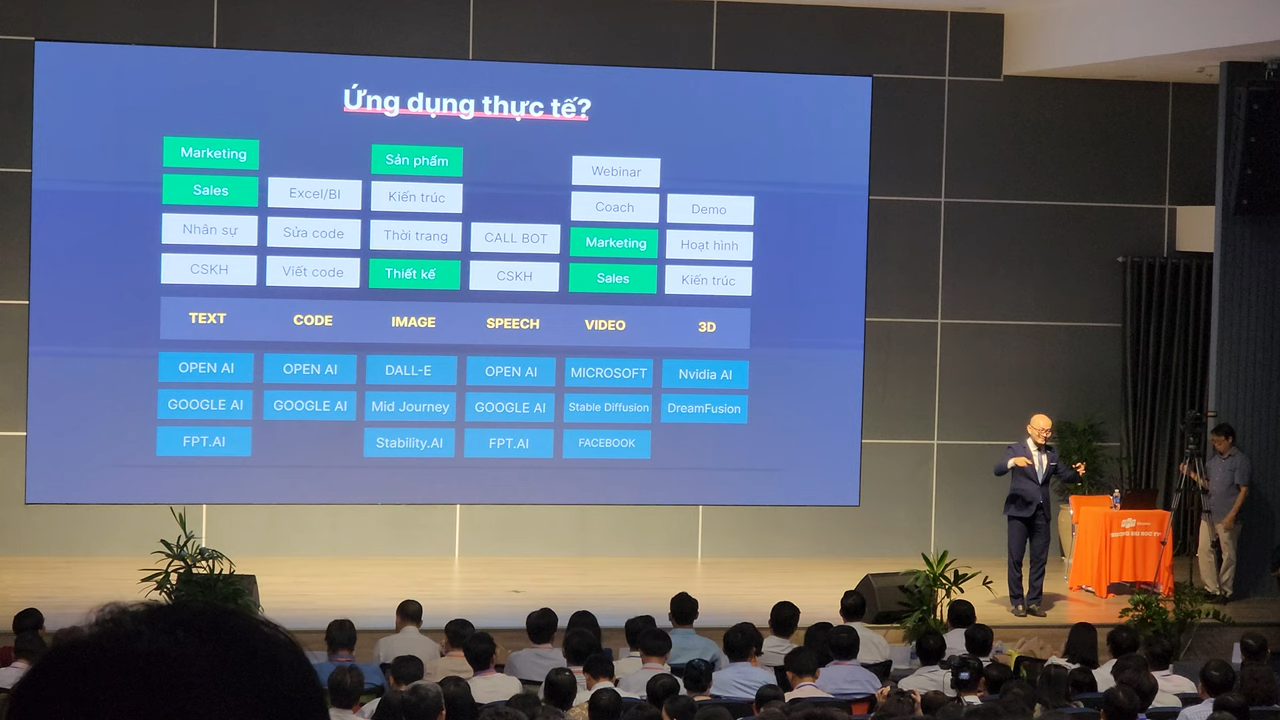 Ứng dụng thực tế?
Marketing
Sản phẩm
Webinar
Sales
Excel/BI
Kiến trúc
Coach
Demo
Nhân sự
Sửa code
Thời trang
CALL BOT
Marketing
Hoạt hình
CSKH
Viết code
Thiết kế
CSKH
Sales
Kiến trúc
TEXT CODE IMAGE SPEECH VIDEO 3D
OPEN AI OPEN AI DALL-E OPEN AI MICROSOFT Nvidia AI
GOOGLE AI GOOGLE AI Mid Journey GOOGLE AI Stable Diffusion DreamFusion
FPT.AI Stability.AI FPT.AI FACEBOOK